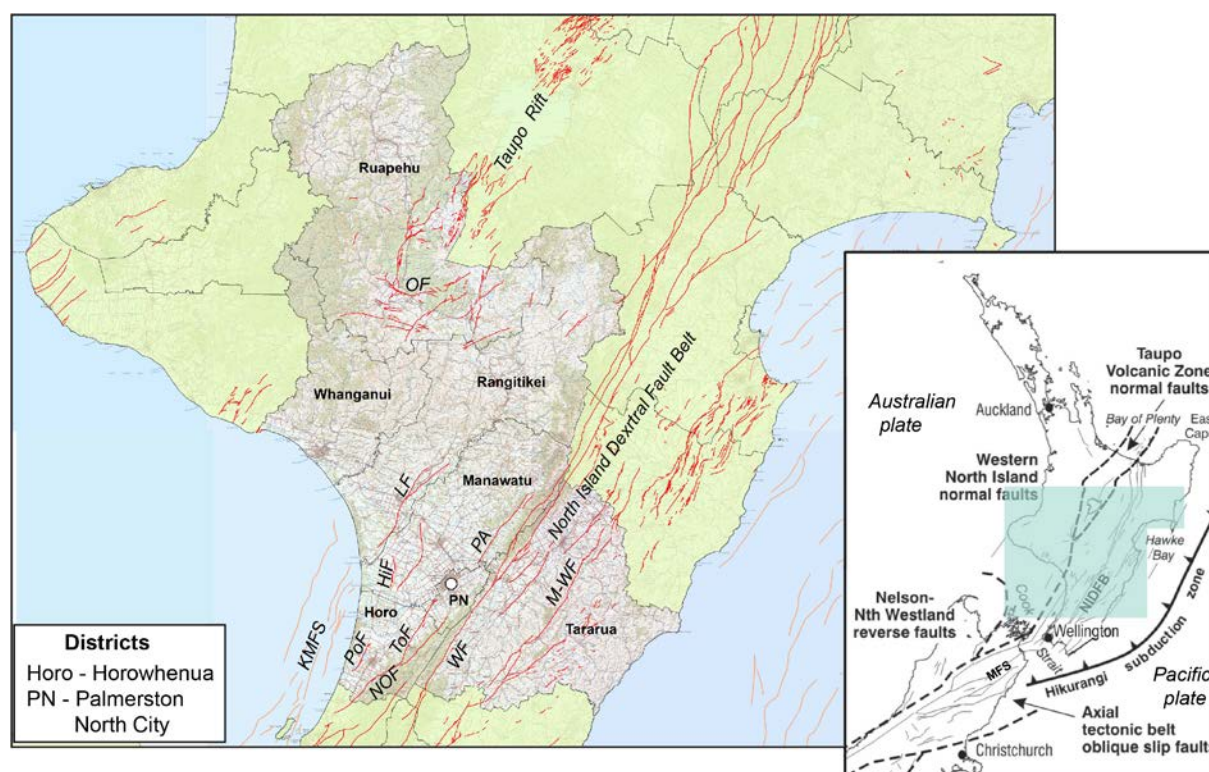 Taupo Rift
Ruapehu
OF
Whanganui
Rangitikei
North Island Dexrtral Fault Belt
LF
Manawatu
PA
HiF
PN
M-WF
Horo
KMFS
PoF
ToF
Tararua
WF
NOF
Districts
Horo - Horowhenua
PN - Palmerston
North City
Taupo
Volcanic Zone
normal faults
Australian
plate
Auckland
Bay of Plenty
East
Cape
Western
North Island
normal faults
Hawke
Bay
NIDFB
Nelson-
Nth Westland
reverse faults
Cook
Strait
Wellington
MFS
Hikurangi
subduction
zone
Pacific
plate
Axial
tectonic belt
oblique slip faults
Christchurch